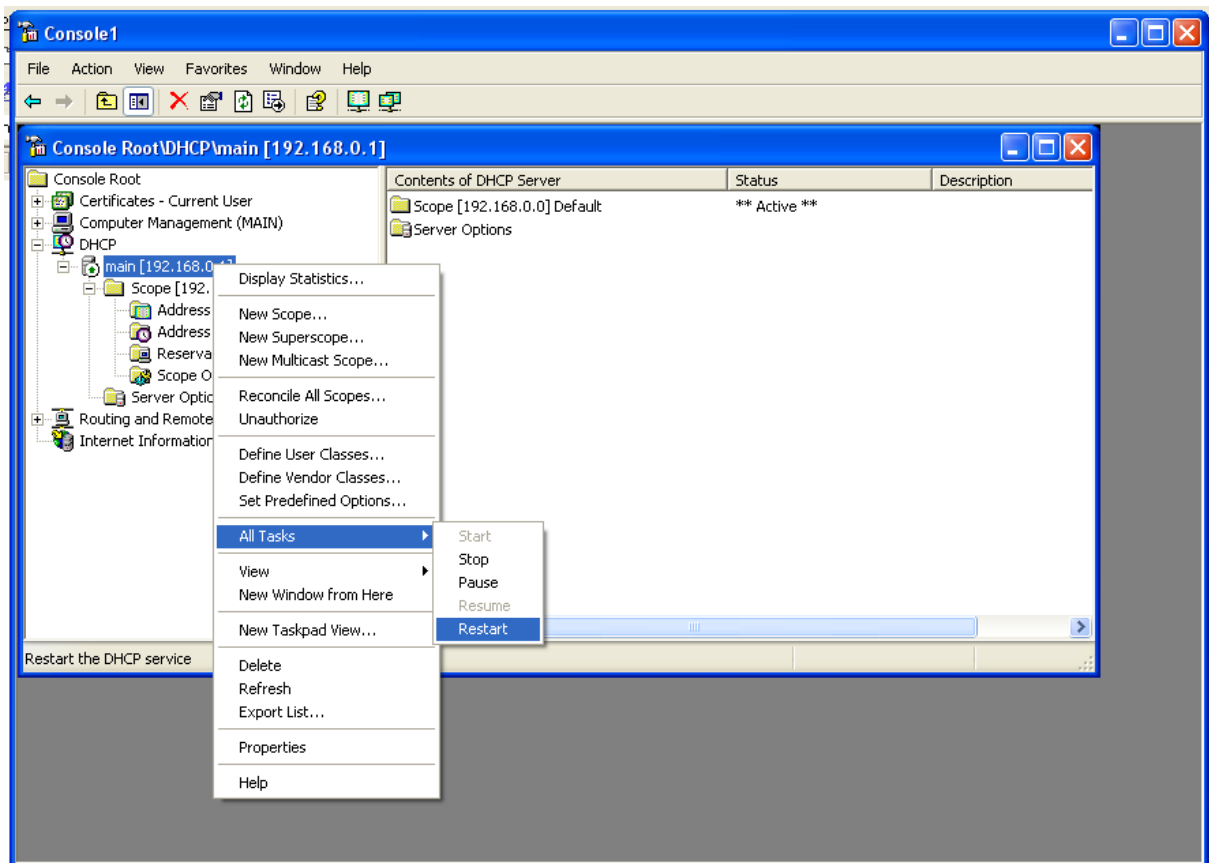 Console1
File Action View Favorites Window Help
Console Root\DHCP\main [192.168.0.1]
Console Root
Certificates - Current User
Computer Management (MAIN)
DHCP
main [192.168.0.1]
Scope [192.
Address
Address
Reserva
Scope O
Server Optic
Routing and Remote
Internet Information
Contents of DHCP Server Status Description
Scope [192.168.0.0] Default ** Active **
Server Options
Display Statistics...
New Scope...
New Superscope...
New Multicast Scope...
Reconcile All Scopes...
Unauthorize
Define User Classes...
Define Vendor Classes...
Set Predefined Options...
All Tasks
View
New Window from Here
New Taskpad View...
Delete
Refresh
Export List...
Properties
Help
Start
Stop
Pause
Resume
Restart
Restart the DHCP service